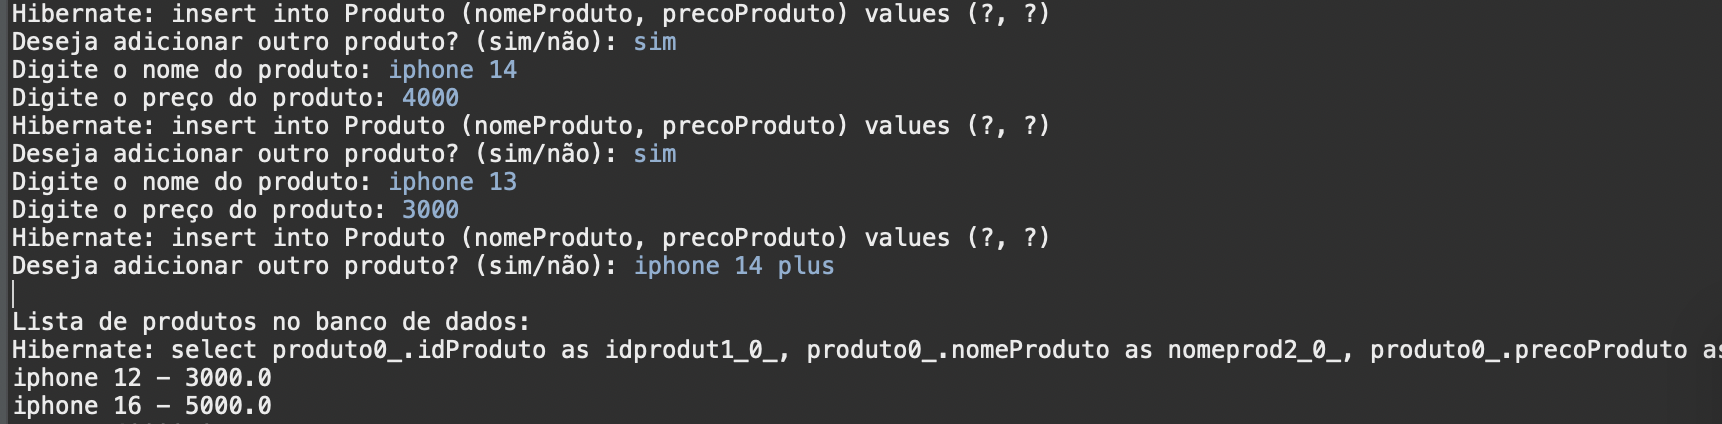 Hibernate: insert into Produto (nomeProduto, precoProduto) values (?, ?)
Deseja adicionar outro produto? (sim/não): sim
Digite o nome do produto: iphone 14
Digite o preço do produto: 4000
Hibernate: insert into Produto (nomeProduto, precoProduto) values (?, ?)
Deseja adicionar outro produto? (sim/não): sim
Digite o nome do produto: iphone 13
Digite o preço do produto: 3000
Hibernate: insert into Produto (nomeProduto, precoProduto) values (?, ?)
Deseja adicionar outro produto? (sim/não): iphone 14 plus
Lista de produtos no banco de dados:
Hibernate: select produto0_.idProduto as idprodut1_0_, produto0_.nomeProduto as nomeprod2_0_, produto0_.precoProduto as
iphone 12 – 3000.0
iphone 16 – 5000.0